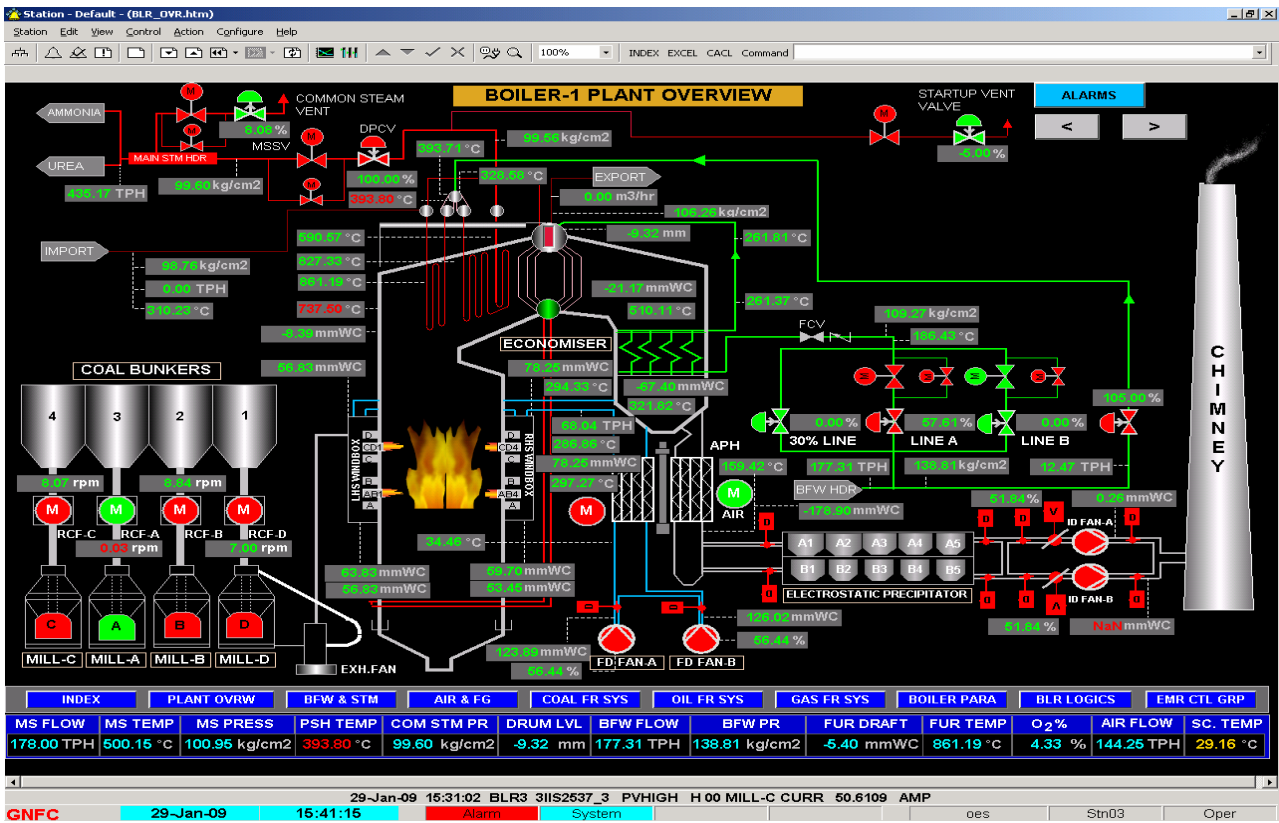 Station - Default - (BLR_OVR.htm)
Station Edit View Control Action Configure Help
100% INDEX EXCEL CACL Command
BOILER-1 PLANT OVERVIEW
STARTUP VENT
VALVE
ALARMS
< >
-5.00 %
AMMONIA
COMMON STEAM
VENT
8.08 %
MSSV
DPCV
UREA
MAIN STM HDR
435.17 TPH
99.60 kg/cm2
100.00 %
393.80 °C
393.71 °C
99.56 kg/cm2
328.58 °C
EXPORT
0.00 m3/hr
106.26 kg/cm2
-9.32 mm
261.81 °C
IMPORT
98.76 kg/cm2
0.00 TPH
310.23 °C
590.57 °C
827.33 °C
861.19 °C
737.50 °C
-8.39 mmWC
56.83 mmWC
-21.17 mmWC
510.11 °C
261.37 °C
ECONOMISER
78.25 mmWC
294.33 °C
-67.40 mmWC
321.82 °C
FCV
109.27 kg/cm2
186.43 °C
105.00 %
0.00 %
57.61 %
0.00 %
30% LINE
LINE A
LINE B
177.31 TPH
138.81 kg/cm2
12.47 TPH
BFW HDR
CHIMNEY
COAL BUNKERS
4 3 2 1
8.07 rpm
8.84 rpm
M M M M
RCF-C RCF-A RCF-B RCF-D
0.03 rpm
7.00 rpm
C A B D
MILL-C MILL-A MILL-B MILL-D
EXH.FAN
LHS WINDBOX
D
CD1
C
B
AB1
A
RHS WINDBOX
D
CD4
C
B
AB4
A
68.04 TPH
286.86 °C
78.25 mmWC
297.27 °C
34.46 °C
63.83 mmWC
56.83 mmWC
59.70 mmWC
53.45 mmWC
APH
159.42 °C
M
M
AIR
-178.90 mmWC
A1 A2 A3 A4 A5
B1 B2 B3 B4 B5
ELECTROSTATIC PRECIPITATOR
51.84 %
0.26 mmWC
ID FAN-A
ID FAN-B
51.84 %
NaN mmWC
126.02 mmWC
56.44 %
FD FAN-A
FD FAN-B
123.89 mmWC
56.44 %
INDEX PLANT OVRW BFW & STM AIR & FG COAL FR SYS OIL FR SYS GAS FR SYS BOILER PARA BLR LOGICS EMR CTL GRP
MS FLOW MS TEMP MS PRESS PSH TEMP COM STM PR DRUM LVL BFW FLOW BFW PR FUR DRAFT FUR TEMP O2% AIR FLOW SC. TEMP
178.00 TPH 500.15 °C 100.95 kg/cm2 393.80 °C 99.60 kg/cm2 -9.32 mm 177.31 TPH 138.81 kg/cm2 -5.40 mmWC 861.19 °C 4.33 % 144.25 TPH 29.16 °C
29-Jan-09 15:31:02 BLR3 3IIS2537_3 PVHIGH H 00 MILL-C CURR 50.6109 AMP
GNFC 29-Jan-09 15:41:15 Alarm System oes Stn03 Oper